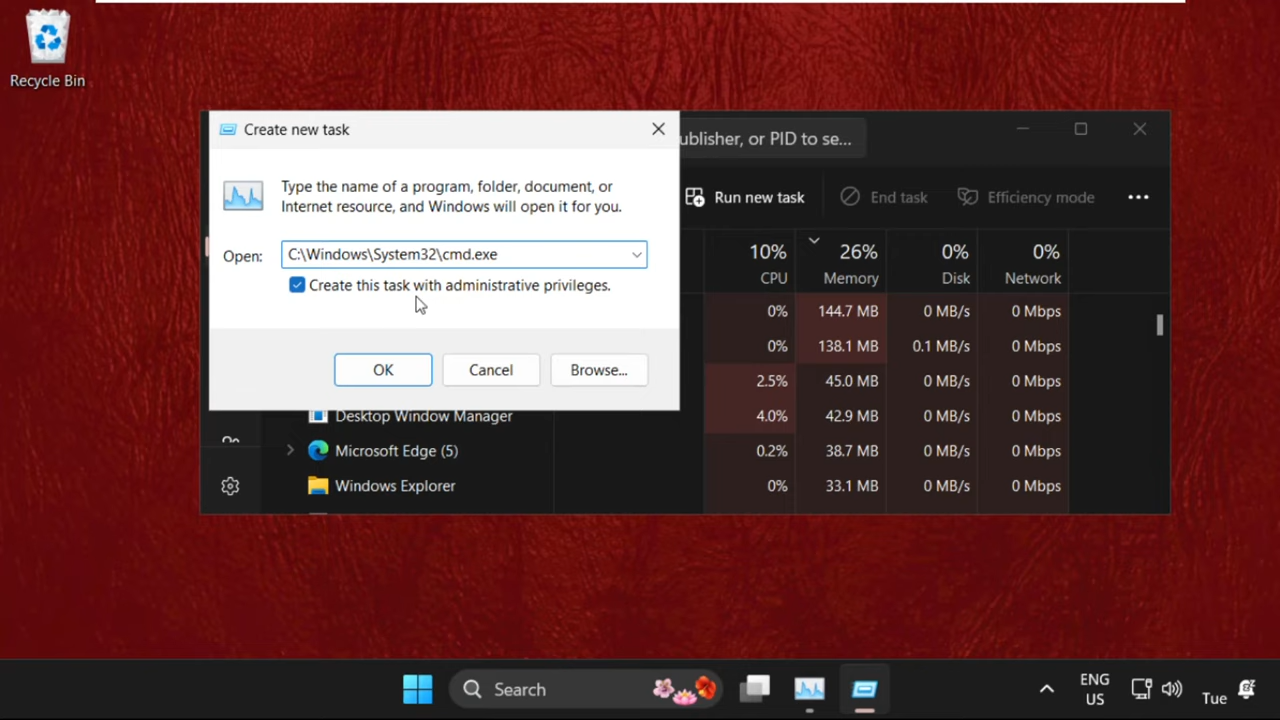 Recycle Bin
Create new task
ublisher, or PID to se...
Type the name of a program, folder, document, or
Internet resource, and Windows will open it for you.
Run new task
End task
Efficiency mode
Open: C:\Windows\System32\cmd.exe
Create this task with administrative privileges.
10% 26% 0% 0%
CPU Memory Disk Network
0% 144.7 MB 0 MB/s 0 Mbps
0% 138.1 MB 0.1 MB/s 0 Mbps
OK Cancel Browse...
2.5% 45.0 MB 0 MB/s 0 Mbps
Desktop Window Manager 4.0% 42.9 MB 0 MB/s 0 Mbps
Microsoft Edge (5) 0.2% 38.7 MB 0 MB/s 0 Mbps
Windows Explorer 0% 33.1 MB 0 MB/s 0 Mbps
Search
ENG
US
Tue